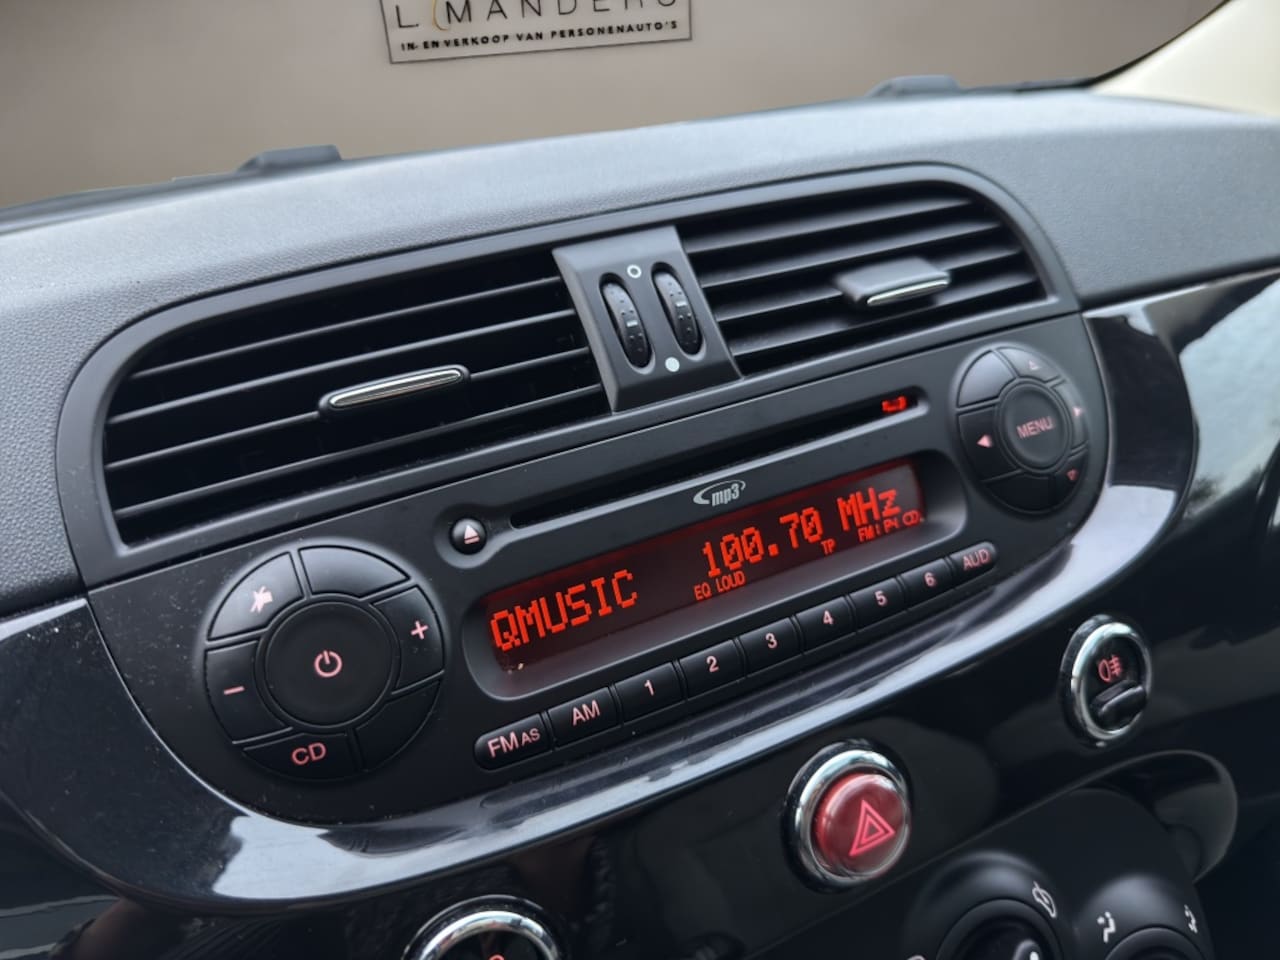 L. MANDERS
IN- EN VERKOOP VAN PERSONENAUTO'S
MENU
mp3
QMUSIC 100.70 MHz
EQ LOUD TP
FM AS AM 1 2 3 4 5 6 AUD
+
−
CD